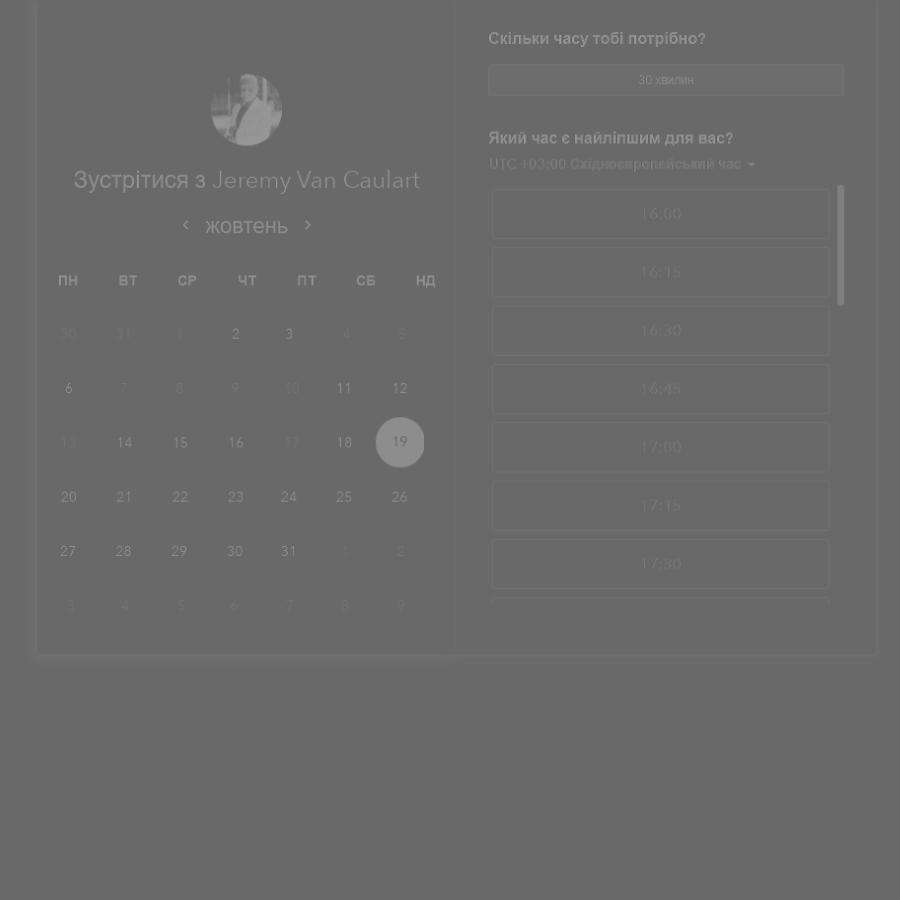 Зустрітися з Jeremy Van Caulart
жовтень
ПН ВТ СР ЧТ ПТ СБ НД
30 31 1 2 3 4 5
6 7 8 9 10 11 12
13 14 15 16 17 18 19
20 21 22 23 24 25 26
27 28 29 30 31 1 2
3 4 5 6 7 8 9
Скільки часу тобі потрібно?
30 хвилин
Який час є найліпшим для вас?
UTC +03:00 Східноєвропейський час
16:00
16:15
16:30
16:45
17:00
17:15
17:30